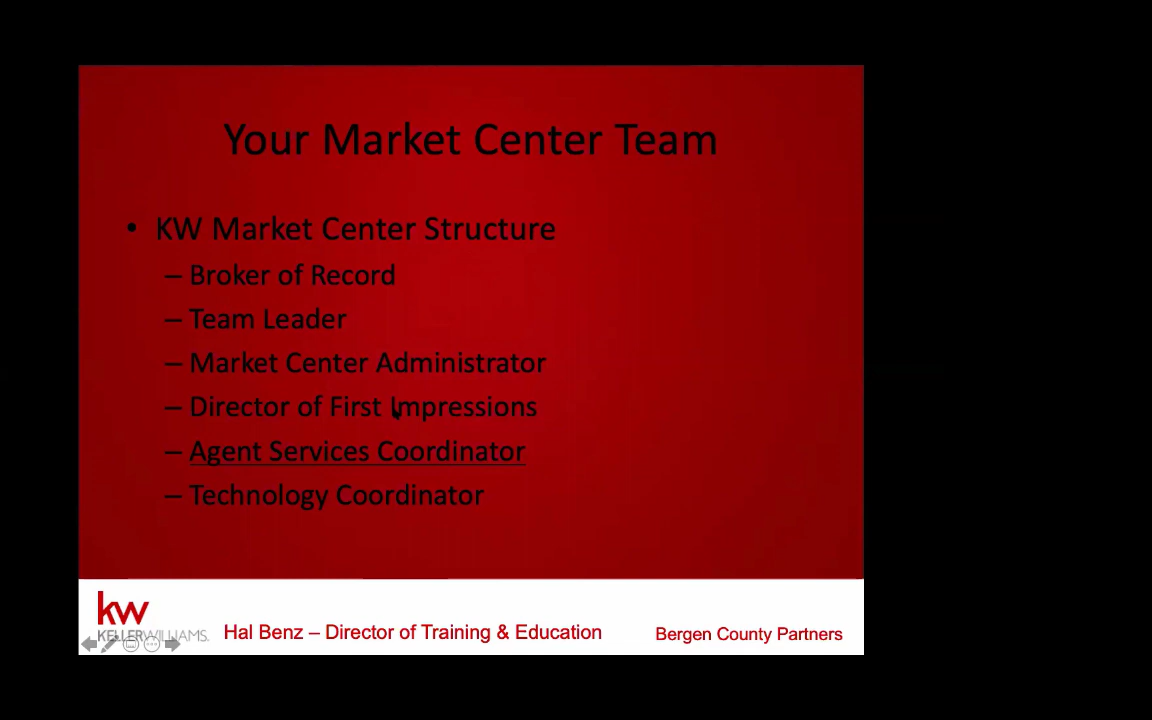 Your Market Center Team
• KW Market Center Structure
– Broker of Record
– Team Leader
– Market Center Administrator
– Director of First Impressions
– Agent Services Coordinator
– Technology Coordinator
kw
KELLERWILLIAMS.
Hal Benz – Director of Training & Education
Bergen County Partners